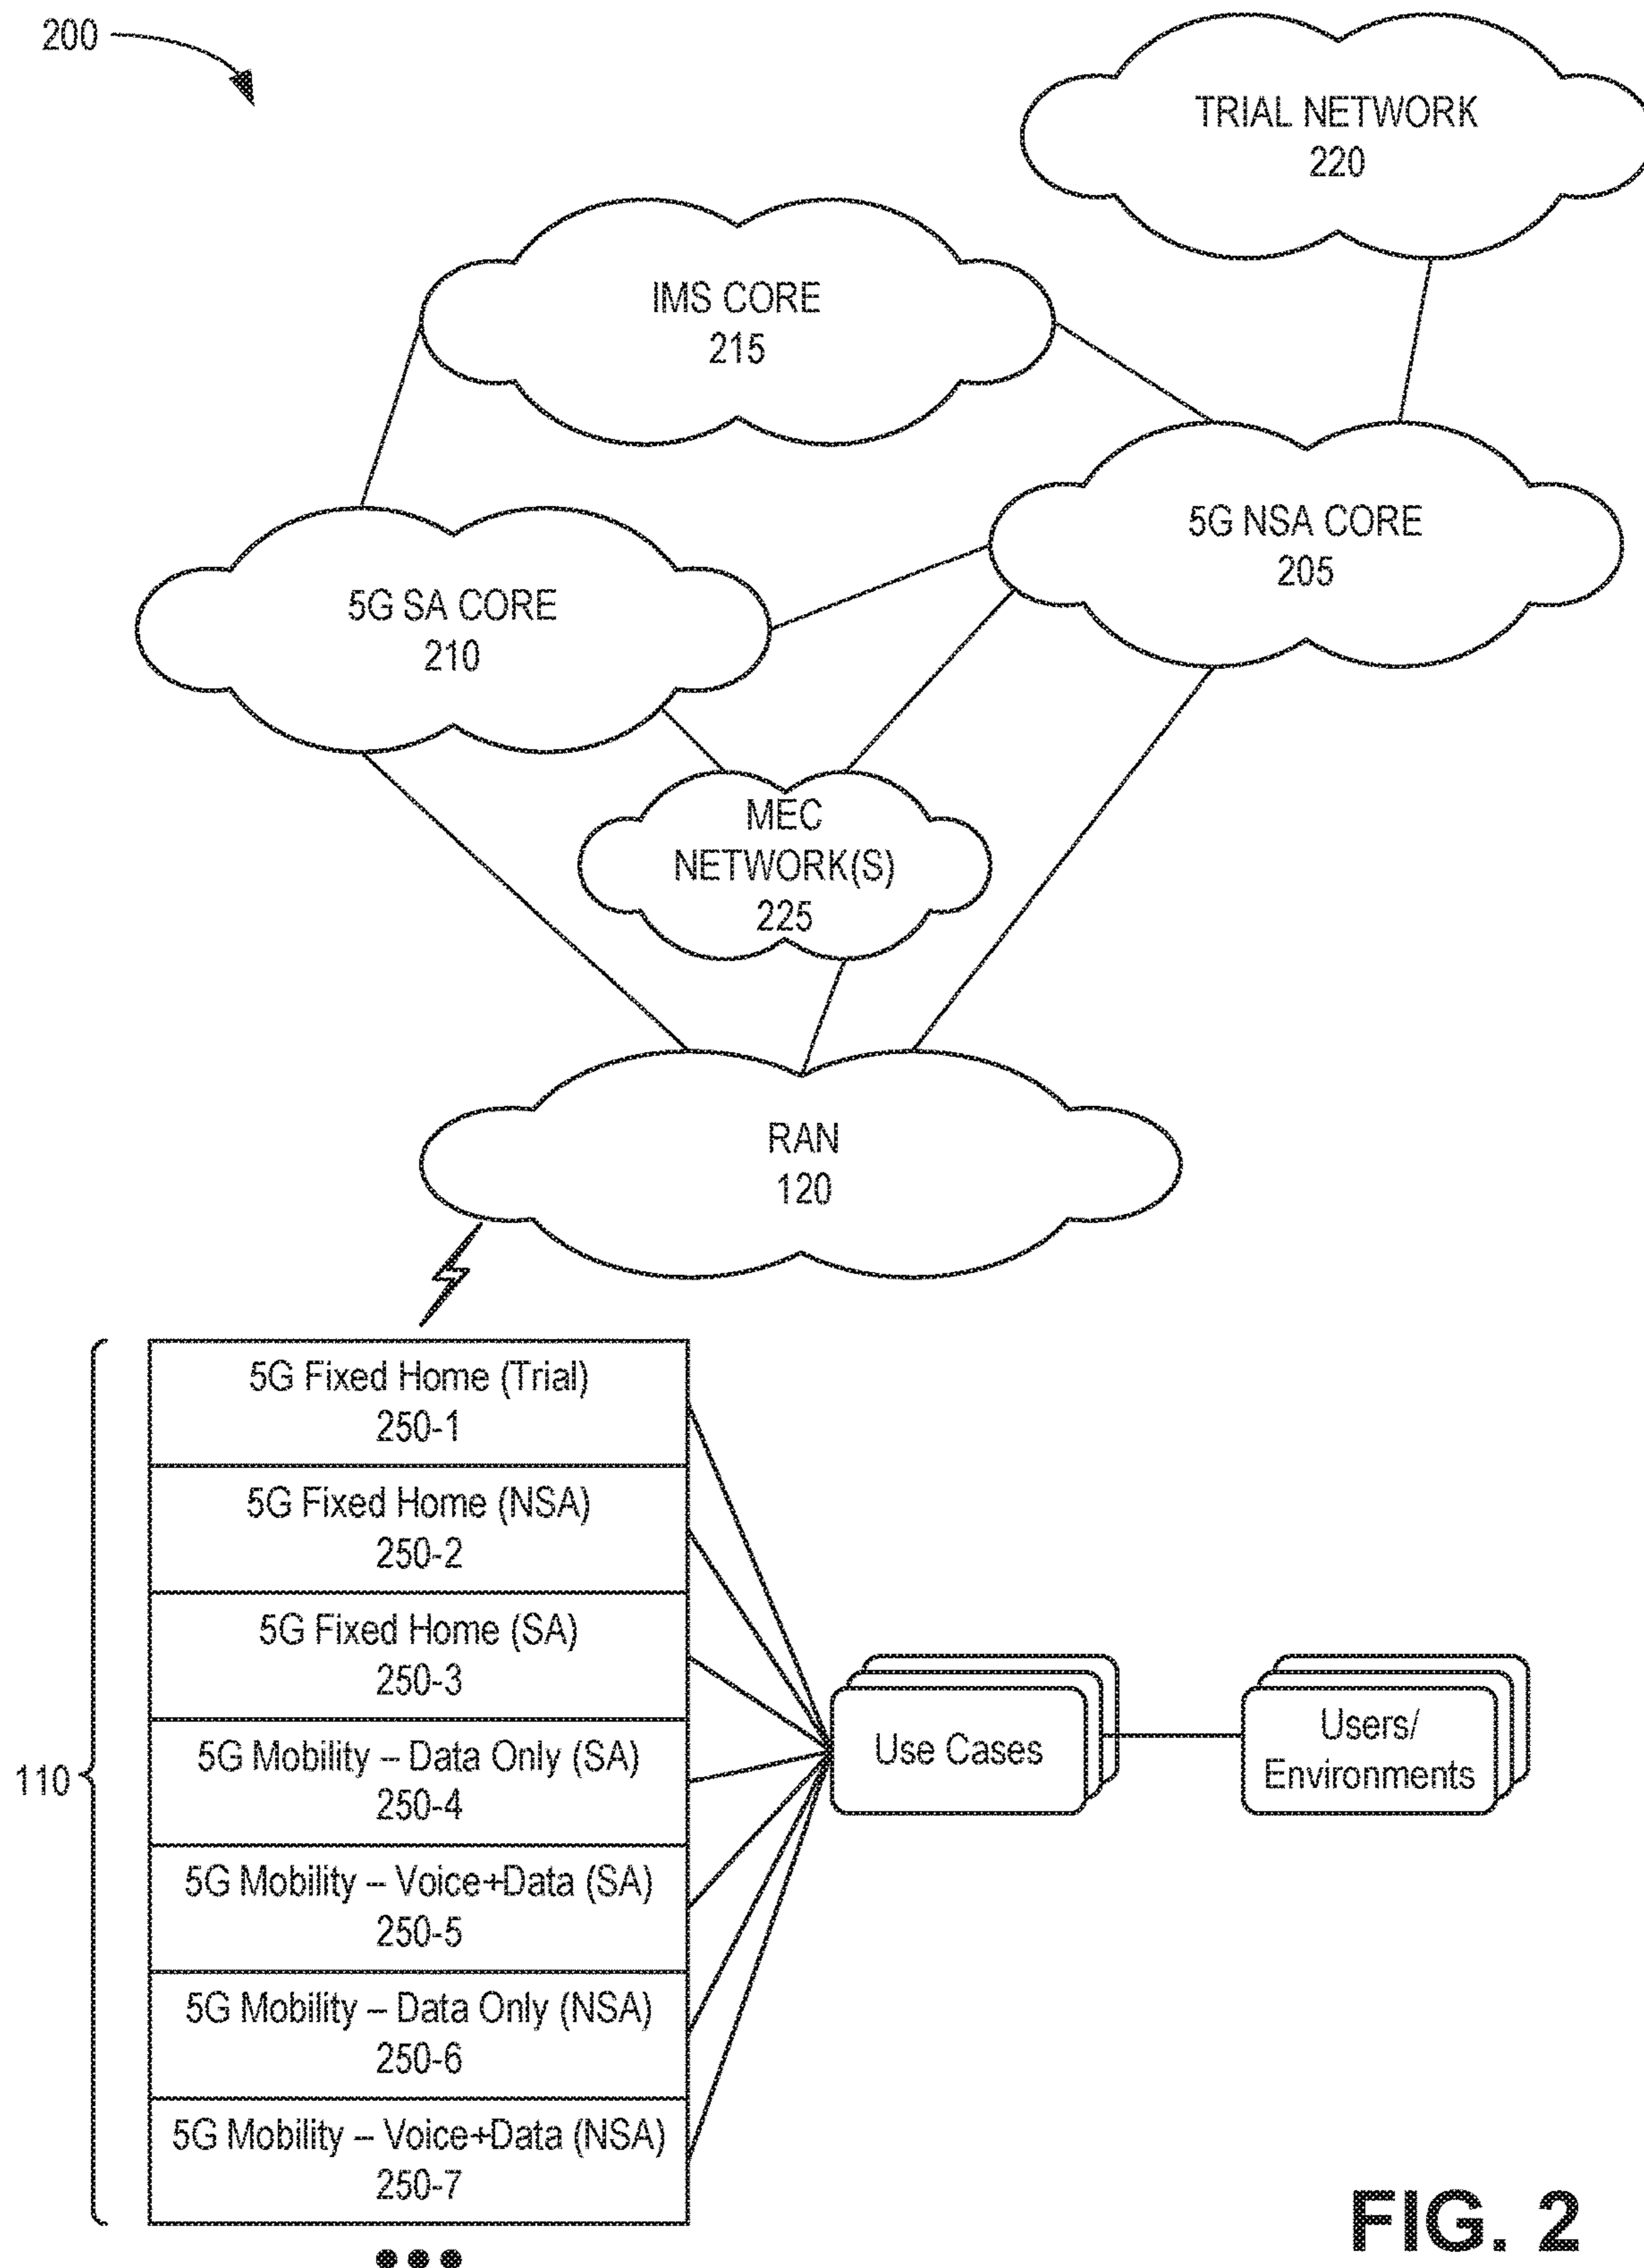 200
TRIAL NETWORK
220
IMS CORE
215
5G NSA CORE
205
5G SA CORE
210
MEC
NETWORK(S)
225
RAN
120
110
5G Fixed Home (Trial)
250-1
5G Fixed Home (NSA)
250-2
5G Fixed Home (SA)
250-3
5G Mobility – Data Only (SA)
250-4
5G Mobility – Voice+Data (SA)
250-5
5G Mobility – Data Only (NSA)
250-6
5G Mobility – Voice+Data (NSA)
250-7
Use Cases
Users/
Environments
FIG. 2